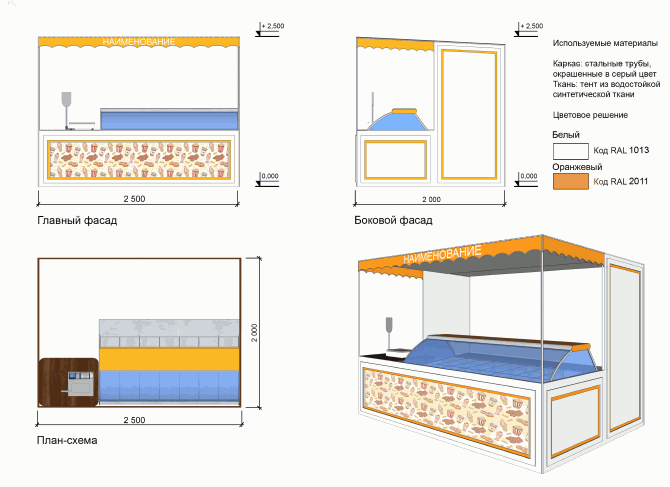 НАИМЕНОВАНИЕ
+ 2.500
0,000
2 500
Главный фасад
+ 2.500
0,000
2 000
Боковой фасад
Используемые материалы
Каркас: стальные трубы,
окрашенные в серый цвет
Ткань: тент из водостойкой
синтетической ткани
Цветовое решение
Белый
Код RAL 1013
Оранжевый
Код RAL 2011
2 000
2 500
План-схема
НАИМЕНОВАНИЕ